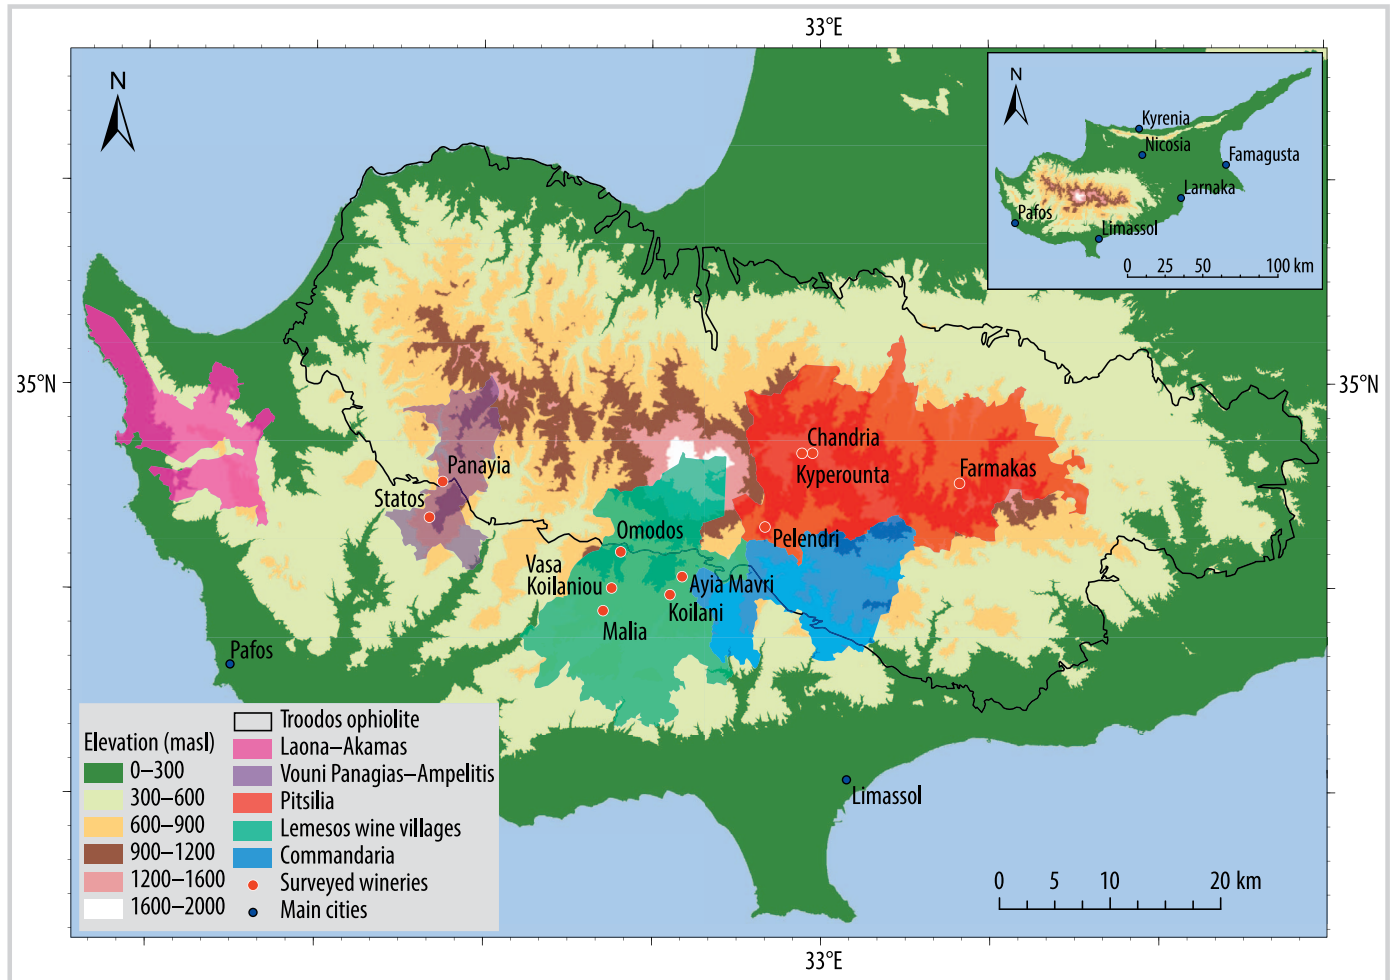 33°E
N
N
Kyrenia
Nicosia
Famagusta
Larnaka
Pafos
Limassol
0 25 50 100 km
35°N
35°N
Chandria
Kyperounta
Farmakas
Panayia
Statos
Omodos
Pelendri
Vasa
Koilaniou
Ayia Mavri
Koilani
Malia
Pafos
Limassol
Elevation (masl)
0–300
300–600
600–900
900–1200
1200–1600
1600–2000
Troodos ophiolite
Laona–Akamas
Vouni Panagias–Ampelitis
Pitsilia
Lemesos wine villages
Commandaria
Surveyed wineries
Main cities
0 5 10 20 km
33°E